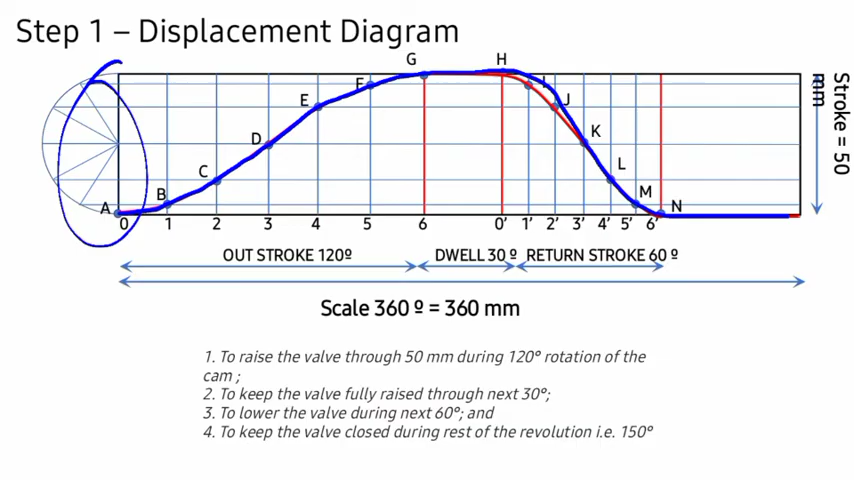 Step 1 – Displacement Diagram
G
H
F
I
J
E
D
K
C
L
B
M
A
N
0
1
2
3
4
5
6
0’
1’
2’
3’
4’
5’
6’
Stroke = 50
mm
OUT STROKE 120º
DWELL 30 º
RETURN STROKE 60 º
Scale 360 º = 360 mm
1. To raise the valve through 50 mm during 120° rotation of the
cam ;
2. To keep the valve fully raised through next 30°;
3. To lower the valve during next 60°; and
4. To keep the valve closed during rest of the revolution i.e. 150°